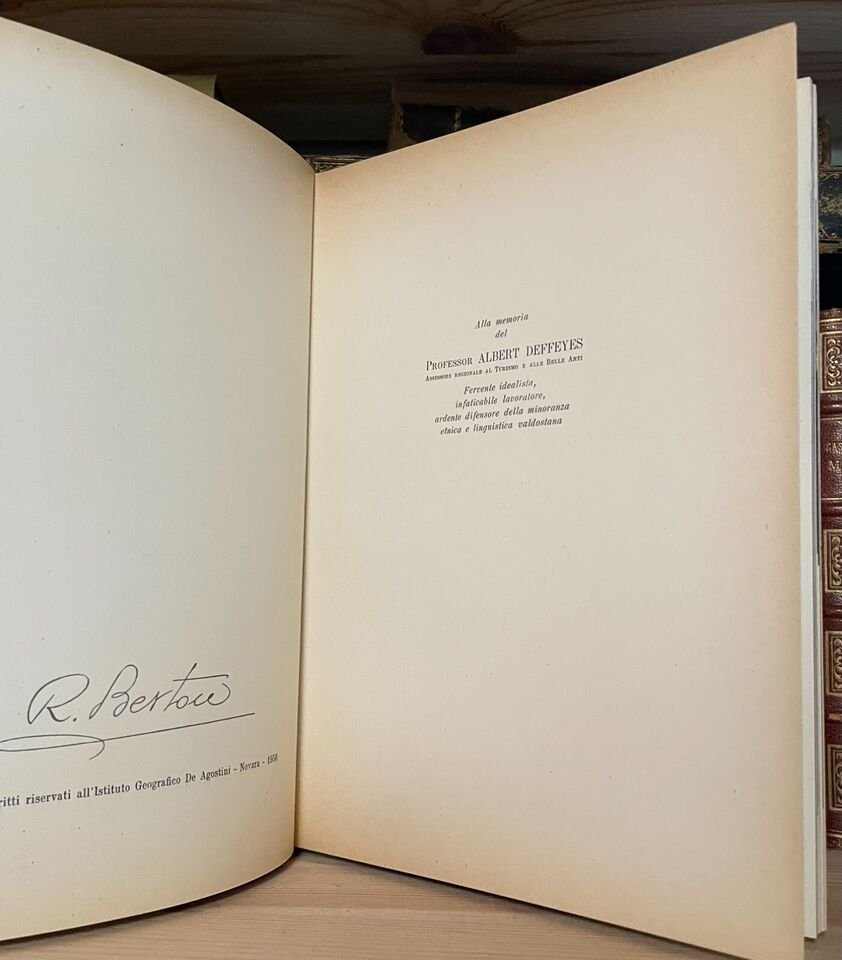 R. Berton
ritti riservati all'Istituto Geografico De Agostini - Novara - 1956
Alla memoria
del
PROFESSOR ALBERT DEFFEYES
ASSESSORE REGIONALE AL TURISMO E ALLE BELLE ARTI
Fervente idealista,
infaticabile lavoratore,
ardente difensore della minoranza
etnica e linguistica valdostana